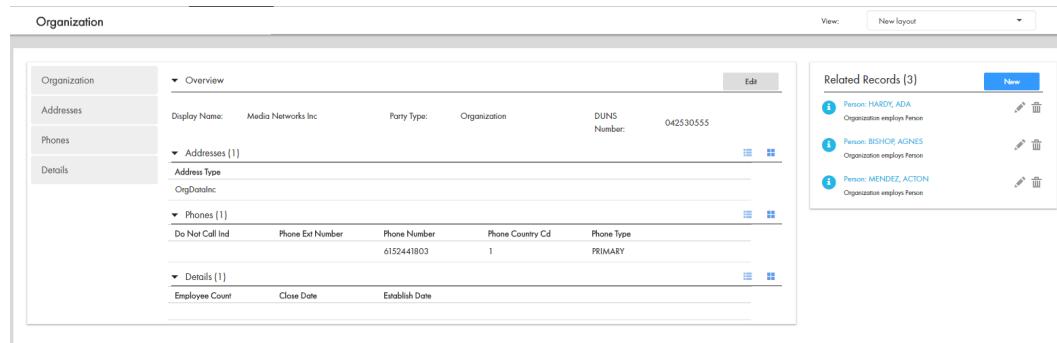 Organization
View: New layout
Organization
Addresses
Phones
Details
Overview
Edit
Display Name: Media Networks Inc Party Type: Organization DUNS Number: 042530555
Addresses (1)
Address Type
OrgDataInc
Phones (1)
Do Not Call Ind Phone Ext Number Phone Number Phone Country Cd Phone Type
6152441803 1 PRIMARY
Details (1)
Employee Count Close Date Establish Date
Related Records (3)
New
Person: HARDY, ADA
Organization employs Person
Person: BISHOP, AGNES
Organization employs Person
Person: MENDEZ, ACTON
Organization employs Person